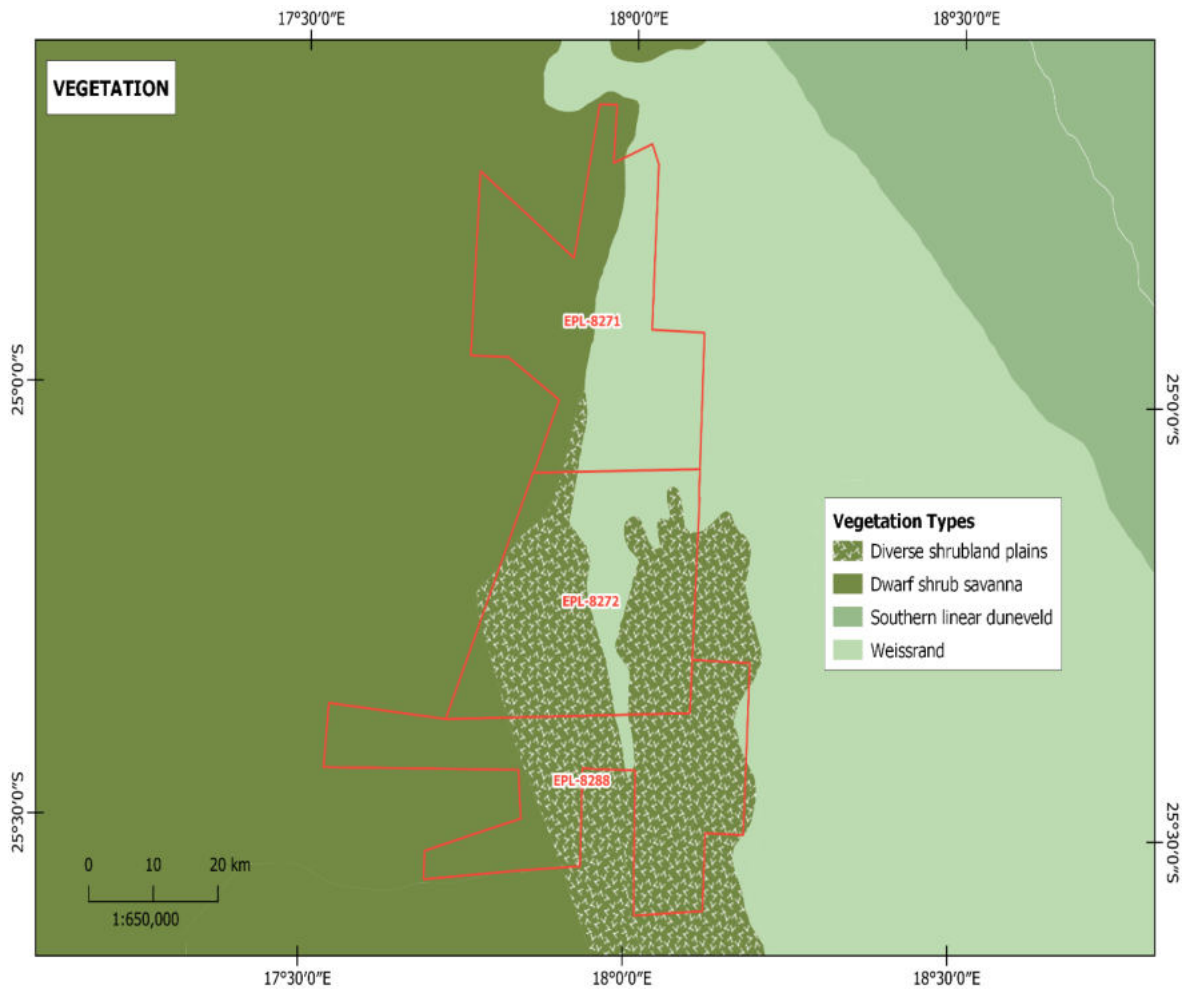 17°30′0″E
18°0′0″E
18°30′0″E
VEGETATION
25°0′0″S
25°0′0″S
EPL-8271
EPL-8272
EPL-8288
Vegetation Types
Diverse shrubland plains
Dwarf shrub savanna
Southern linear duneveld
Weissrand
25°30′0″S
25°30′0″S
0 10 20 km
1:650,000
17°30′0″E
18°0′0″E
18°30′0″E